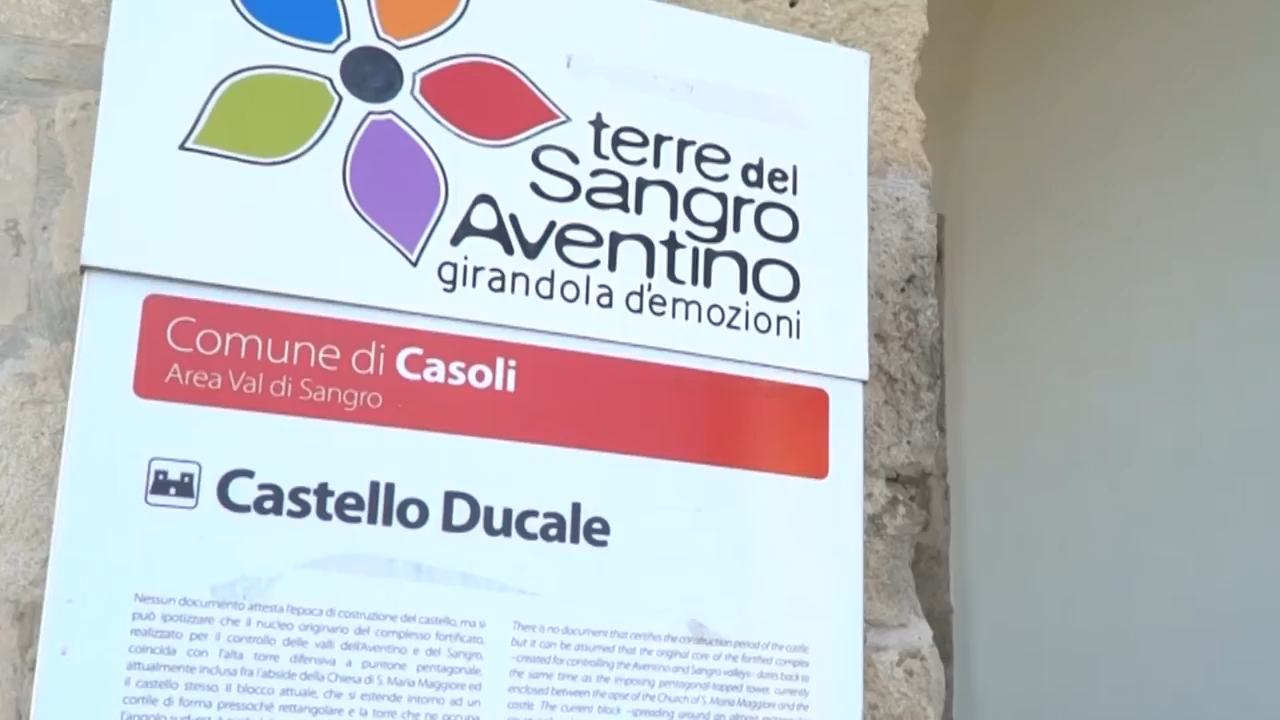 terre del
Sangro
Aventino
girandola d'emozioni
Comune di Casoli
Area Val di Sangro
Castello Ducale
Nessun documento attesta l'epoca di costruzione del castello, ma si
può ipotizzare che il nucleo originario del complesso fortificato,
realizzato per il controllo delle valli dell'Aventino e del Sangro,
coincida con l'alta torre difensiva a puntone pentagonale,
attualmente inclusa fra l'abside della Chiesa di S. Maria Maggiore ed
il castello stesso. Il blocco attuale, che si estende intorno ad un
cortile di forma pressoché rettangolare e la torre che ne occupa
There is no document that certifies the construction period of the castle,
but it can be assumed that the original core of the fortified complex
-created for controlling the Aventino and Sangro valleys- dates back to
the same time as the imposing pentagonal-topped tower, currently
enclosed between the apse of the Church of S. Maria Maggiore and the
castle. The current block -spreading around an almost